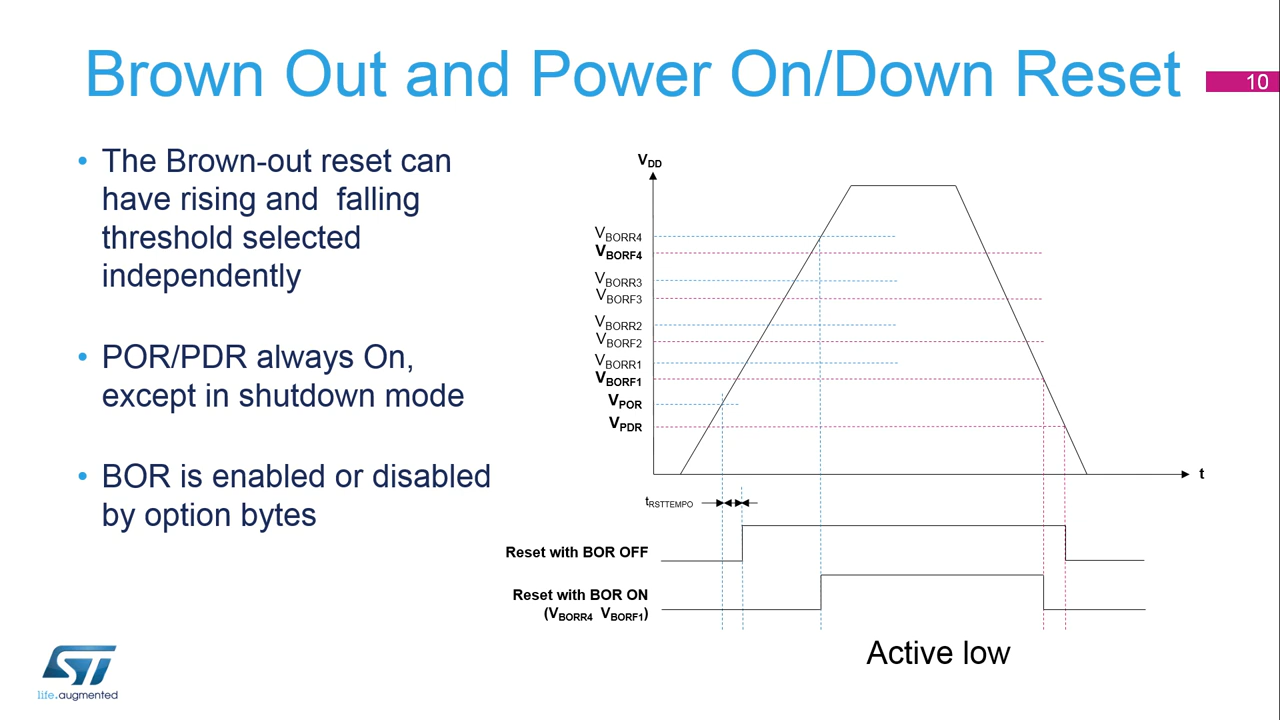 Brown Out and Power On/Down Reset
10
• The Brown-out reset can
have rising and falling
threshold selected
independently
• POR/PDR always On,
except in shutdown mode
• BOR is enabled or disabled
by option bytes
VDD
VBORR4
VBORF4
VBORR3
VBORF3
VBORR2
VBORF2
VBORR1
VBORF1
VPOR
VPDR
t
tRSTTEMPO
Reset with BOR OFF
Reset with BOR ON
(VBORR4 VBORF1)
Active low
ST
life.augmented